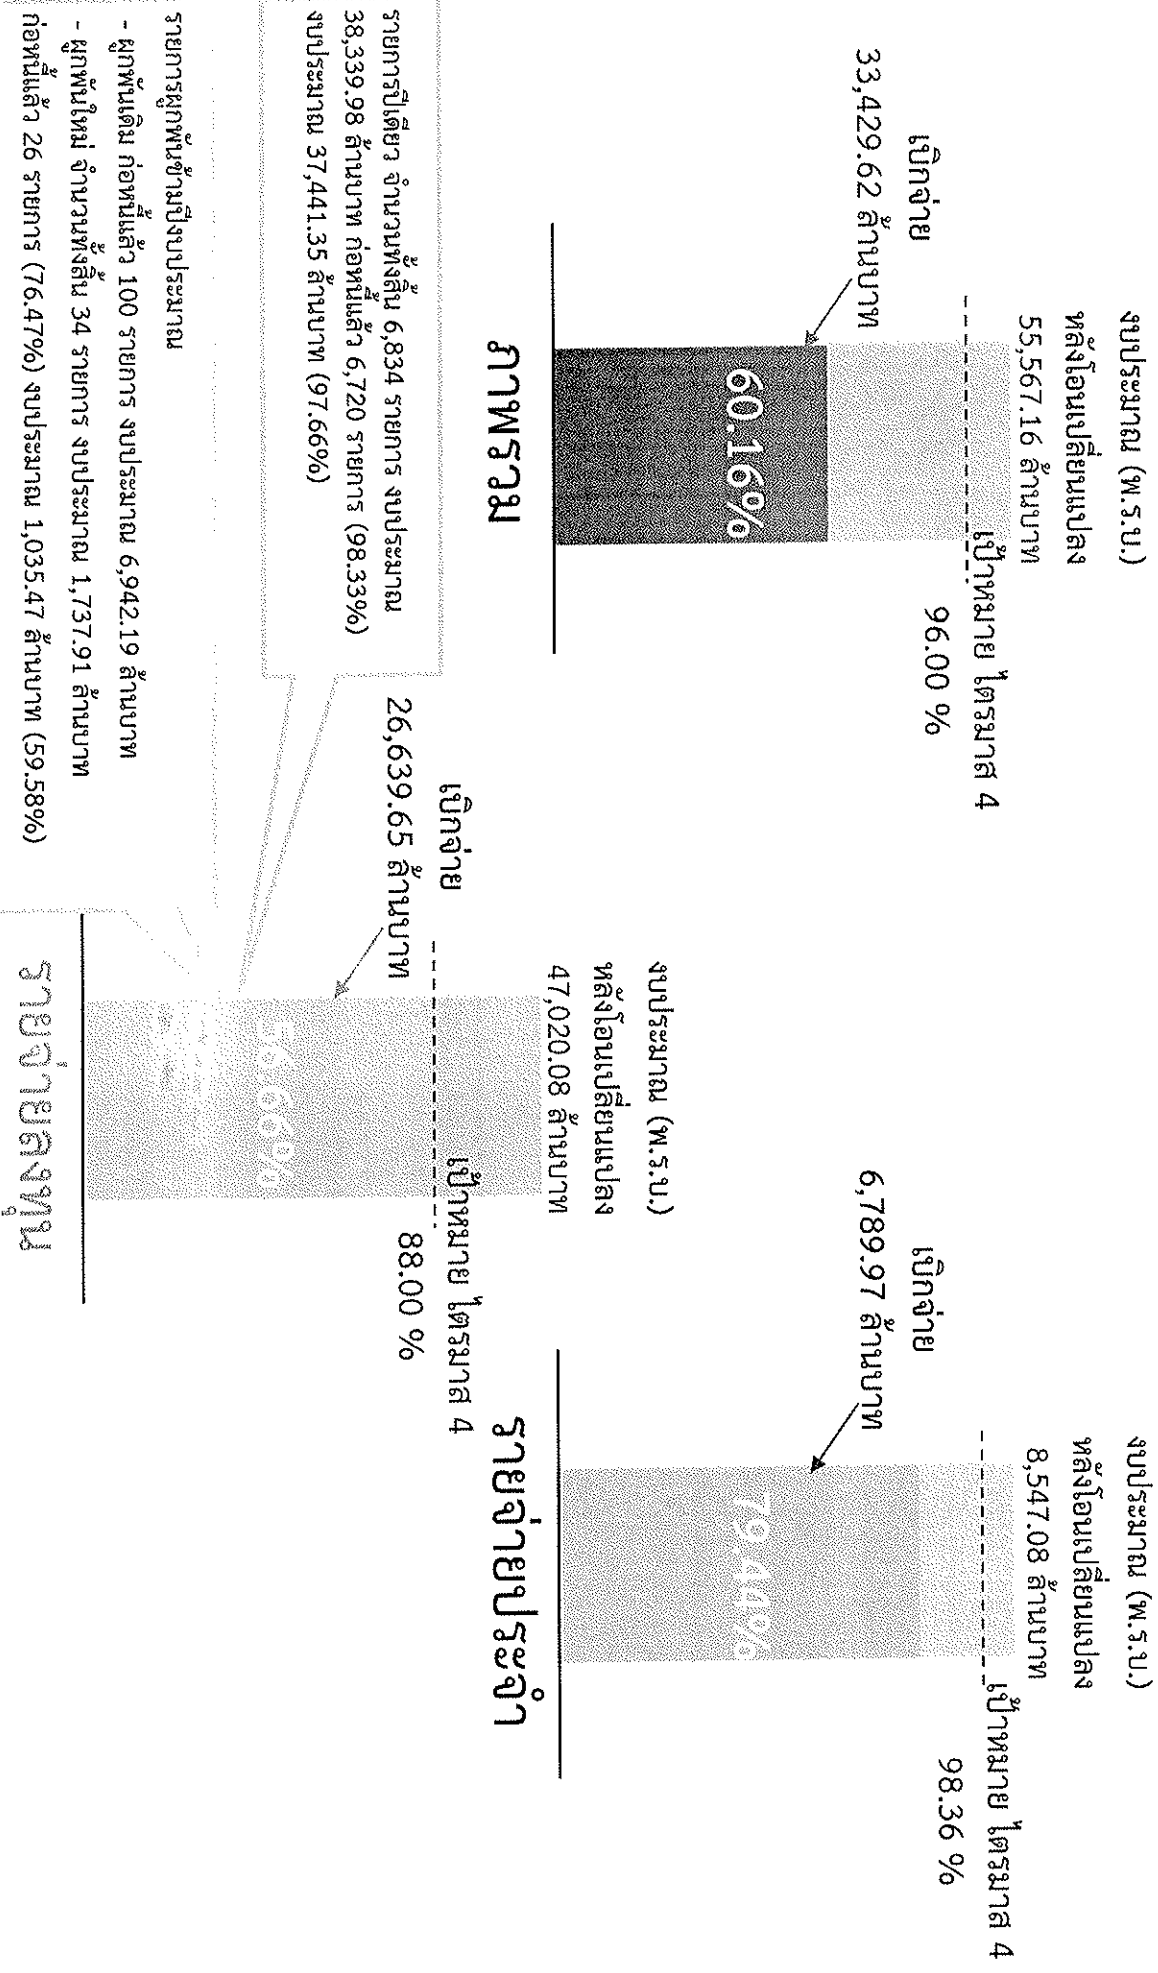 งบประมาณ (พ.ร.บ.)
หลังโอนเปลี่ยนแปลง
55,567.16 ล้านบาท
เป้าหมาย ไตรมาส 4
96.00 %
เบิกจ่าย
33,429.62 ล้านบาท
60.16%
ภาพรวม
งบประมาณ (พ.ร.บ.)
หลังโอนเปลี่ยนแปลง
8,547.08 ล้านบาท
เป้าหมาย ไตรมาส 4
98.36 %
เบิกจ่าย
6,789.97 ล้านบาท
79.44%
รายจ่ายประจำ
งบประมาณ (พ.ร.บ.)
หลังโอนเปลี่ยนแปลง
47,020.08 ล้านบาท
เป้าหมาย ไตรมาส 4
88.00 %
เบิกจ่าย
26,639.65 ล้านบาท
56.66%
รายจ่ายลงทุน
รายการปีเดียว จำนวนทั้งสิ้น 6,834 รายการ งบประมาณ
38,339.98 ล้านบาท ก่อหนี้แล้ว 6,720 รายการ (98.33%)
งบประมาณ 37,441.35 ล้านบาท (97.66%)
รายการผูกพันข้ามปีงบประมาณ
- ผูกพันเดิม ก่อหนี้แล้ว 100 รายการ งบประมาณ 6,942.19 ล้านบาท
- ผูกพันใหม่ จำนวนทั้งสิ้น 34 รายการ งบประมาณ 1,737.91 ล้านบาท
ก่อหนี้แล้ว 26 รายการ (76.47%) งบประมาณ 1,035.47 ล้านบาท (59.58%)